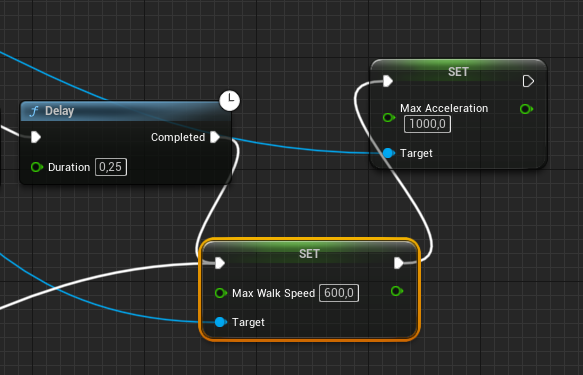 SET
Max Acceleration
1000,0
Target
f Delay
Completed
Duration 0,25
SET
Max Walk Speed 600,0
Target